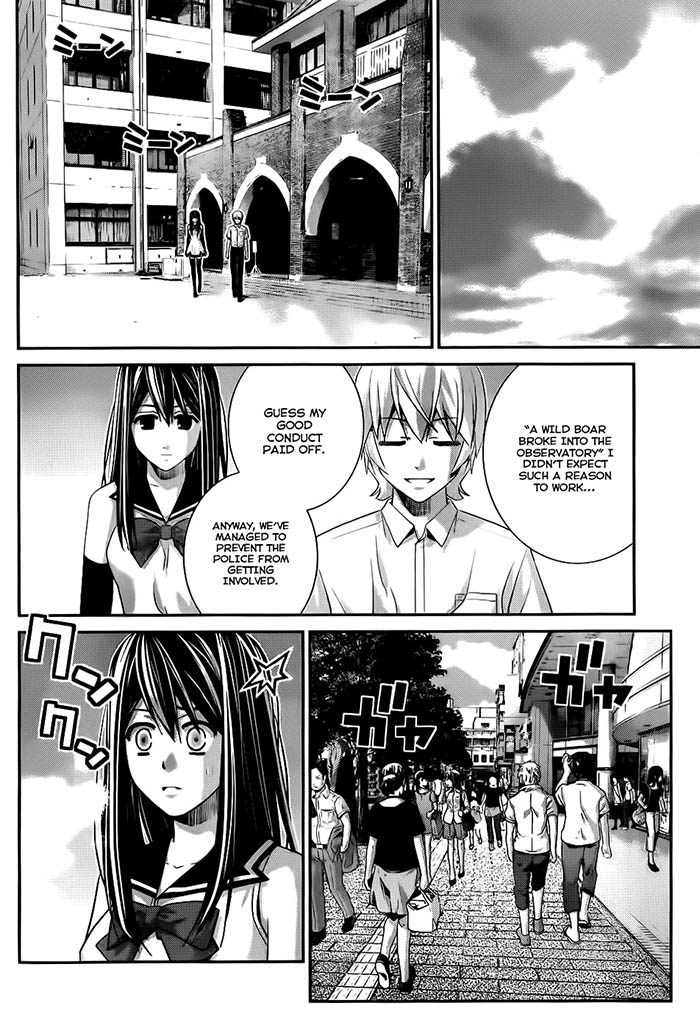 ミーン
ミーン
ミーン
"A WILD BOAR
BROKE INTO THE
OBSERVATORY" I
DIDN'T EXPECT
SUCH A REASON
TO WORK...
GUESS MY
GOOD
CONDUCT
PAID OFF.
ANYWAY, WE'VE
MANAGED TO
PREVENT THE
POLICE FROM
GETTING
INVOLVED.
クン
クン
ガヤ
ガヤ